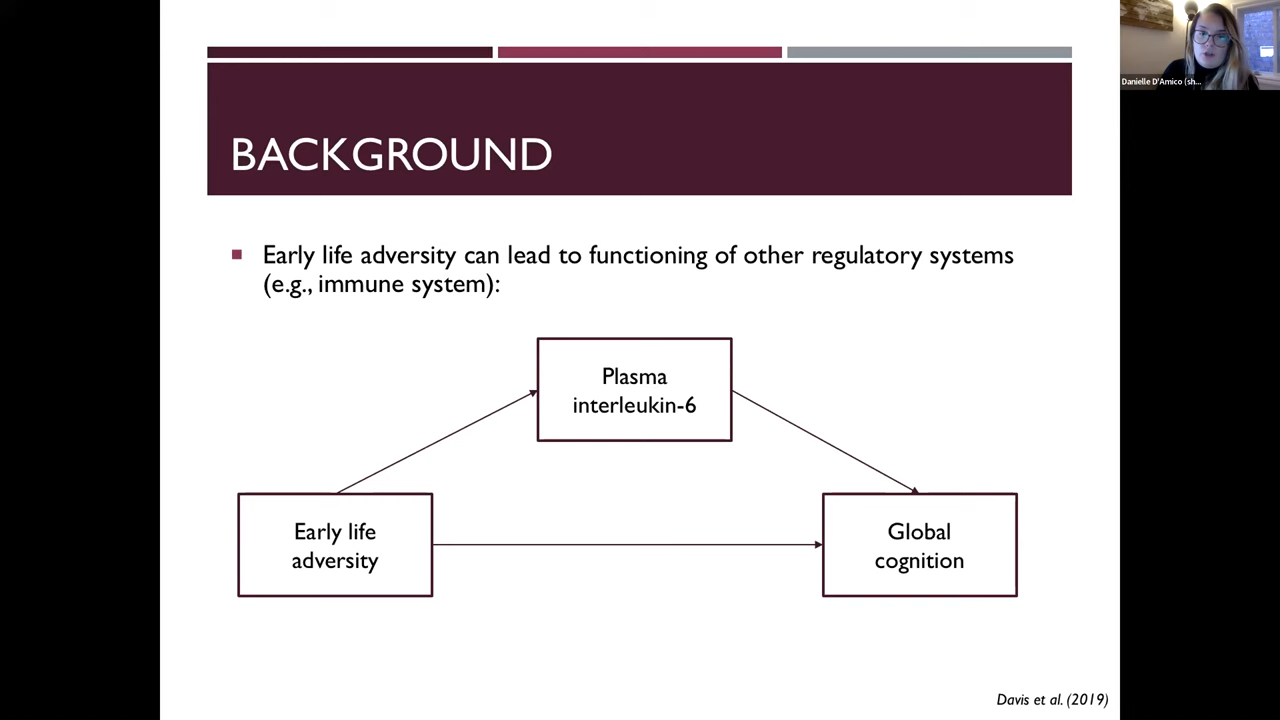 BACKGROUND
Early life adversity can lead to functioning of other regulatory systems
(e.g., immune system):
Plasma
interleukin-6
Early life
adversity
Global
cognition
Davis et al. (2019)
Danielle D'Amico (sh...